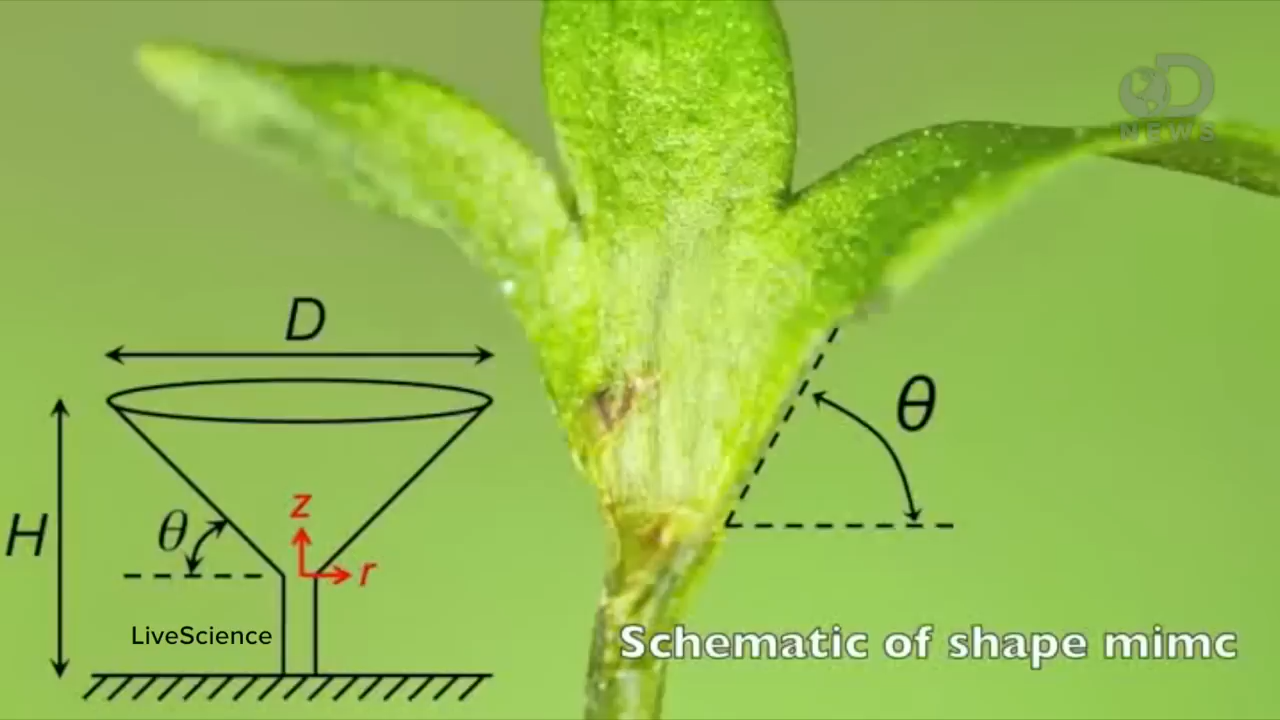 D NEWS
D
H
θ
z
r
θ
LiveScience
Schematic of shape mimc